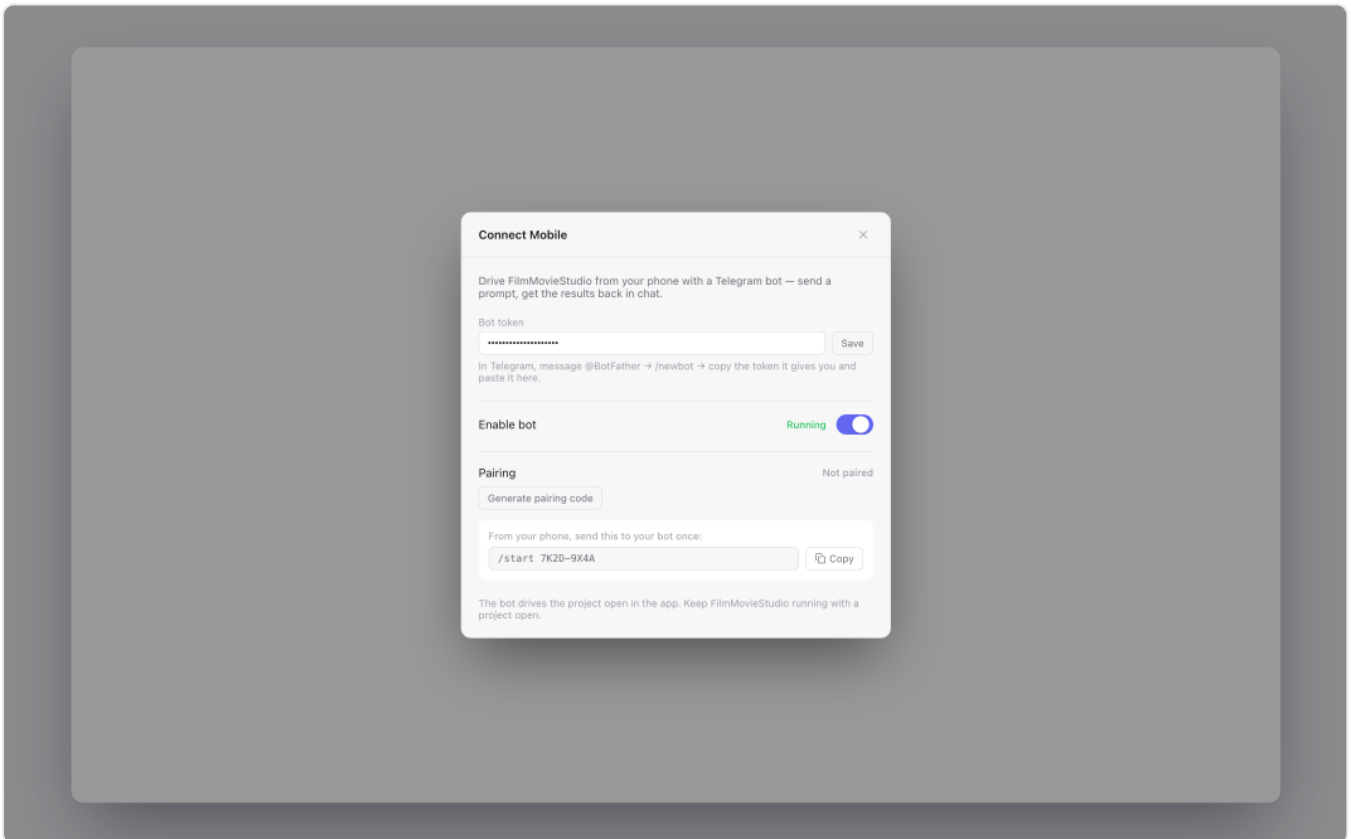 Connect Mobile
Drive FilmMovieStudio from your phone with a Telegram bot — send a
prompt, get the results back in chat.
Bot token
••••••••••••••••••••
Save
In Telegram, message @BotFather → /newbot → copy the token it gives you and
paste it here.
Enable bot
Running
Pairing
Not paired
Generate pairing code
From your phone, send this to your bot once:
/start 7K2D-9X4A
Copy
The bot drives the project open in the app. Keep FilmMovieStudio running with a
project open.